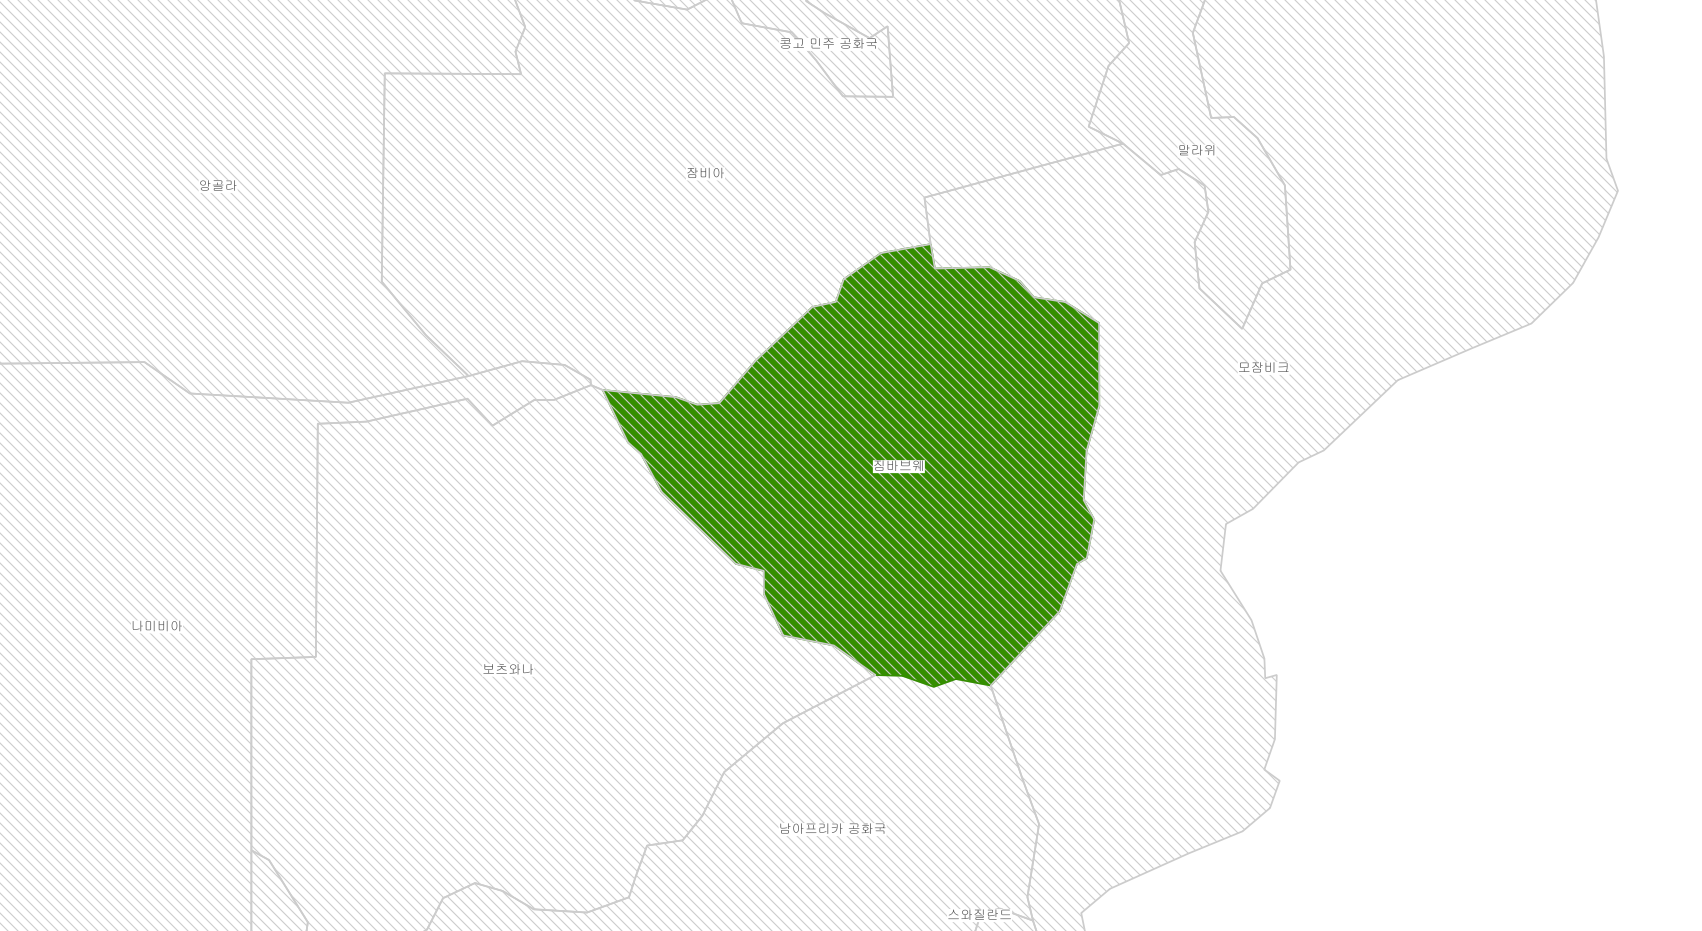 콩고 민주 공화국
말라위
잠비아
앙골라
모잠비크
짐바브웨
나미비아
보츠와나
남아프리카 공화국
스와질란드